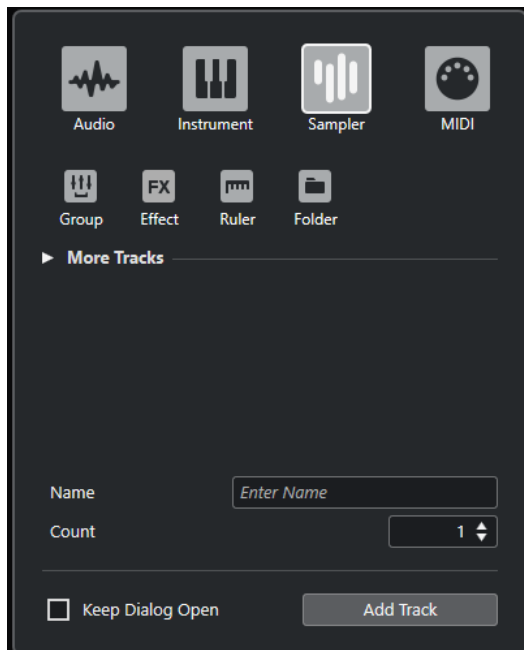 Audio Instrument Sampler MIDI
FX
Group Effect Ruler Folder
More Tracks
Name Enter Name
Count 1
Keep Dialog Open Add Track